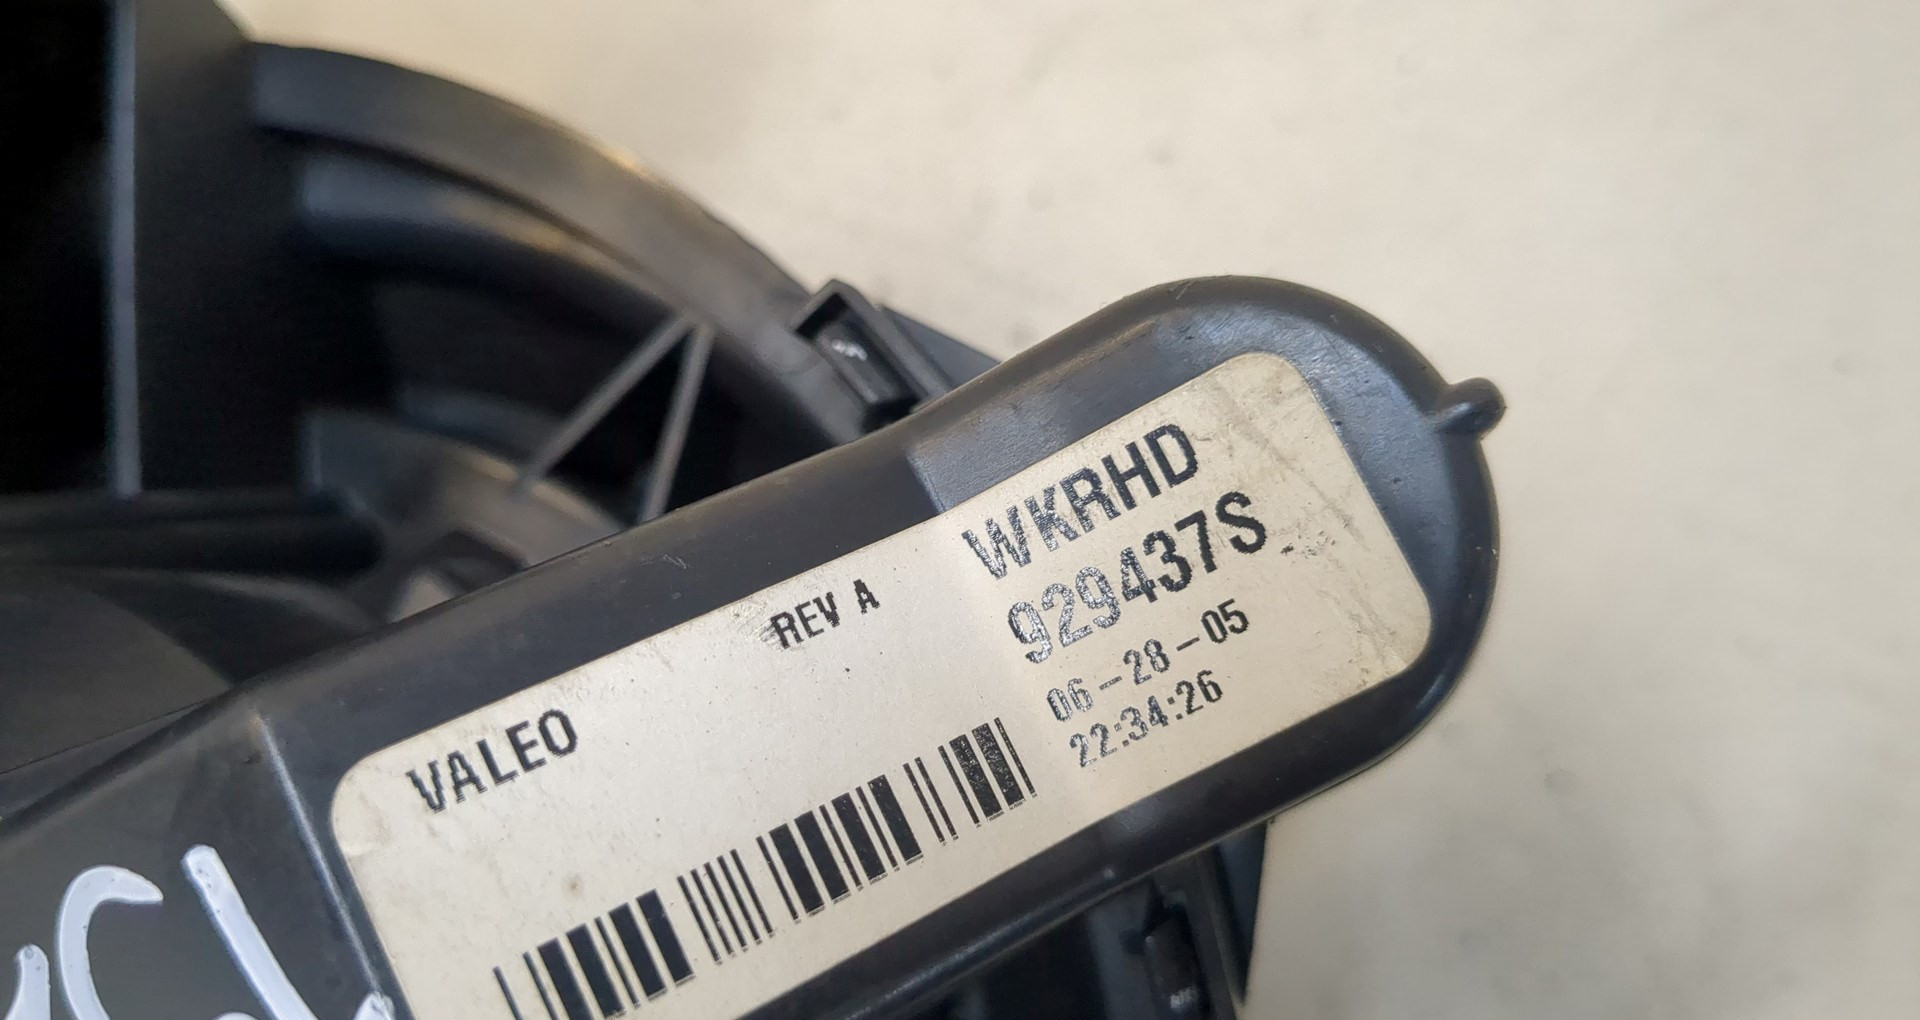 WKRHD
929437S
REV A
06-28-05
22:34:26
VALEO